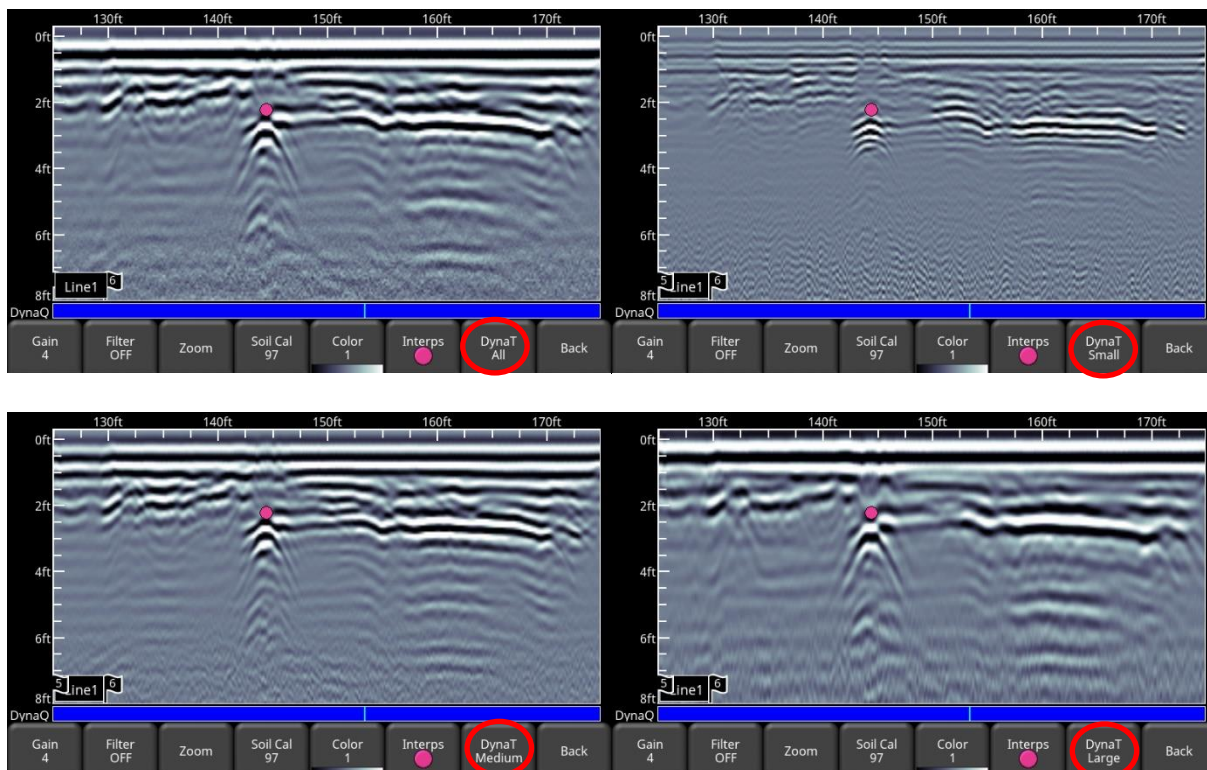 130ft 140ft 150ft 160ft 170ft
0ft
2ft
4ft
6ft
8ft
Line1 6
DynaQ
Gain 4
Filter OFF
Zoom
Soil Cal 97
Color 1
Interps
DynaT All
Back
130ft 140ft 150ft 160ft 170ft
0ft
2ft
4ft
6ft
8ft
5 Line1 6
DynaQ
Gain 4
Filter OFF
Zoom
Soil Cal 97
Color 1
Interps
DynaT Small
Back
130ft 140ft 150ft 160ft 170ft
0ft
2ft
4ft
6ft
8ft
5 Line1 6
DynaQ
Gain 4
Filter OFF
Zoom
Soil Cal 97
Color 1
Interps
DynaT Medium
Back
130ft 140ft 150ft 160ft 170ft
0ft
2ft
4ft
6ft
8ft
5 Line1 6
DynaQ
Gain 4
Filter OFF
Zoom
Soil Cal 97
Color 1
Interps
DynaT Large
Back